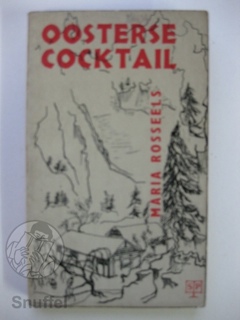 OOSTERSE
COCKTAIL
MARIA ROSSEELS
Snuffel